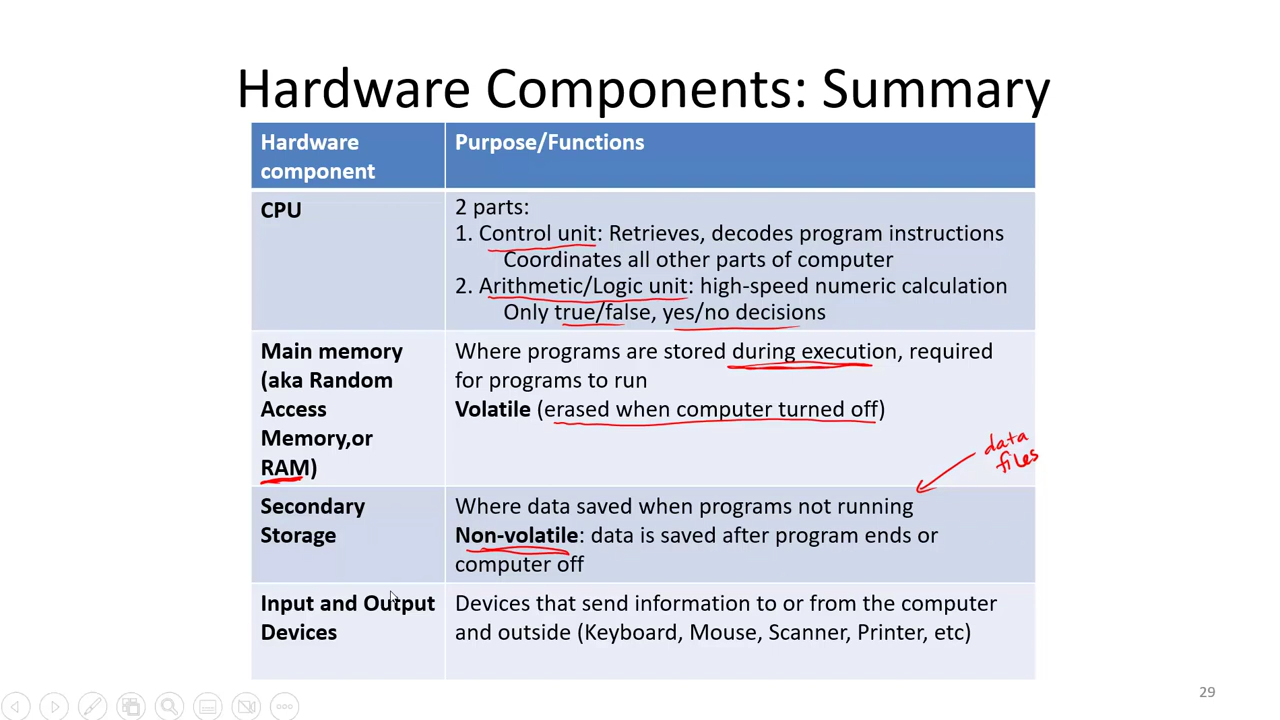 Hardware Components: Summary
Hardware
component
Purpose/Functions
CPU
2 parts:
1. Control unit: Retrieves, decodes program instructions
Coordinates all other parts of computer
2. Arithmetic/Logic unit: high-speed numeric calculation
Only true/false, yes/no decisions
Main memory
(aka Random
Access
Memory,or
RAM)
Where programs are stored during execution, required
for programs to run
Volatile (erased when computer turned off)
data
files
Secondary
Storage
Where data saved when programs not running
Non-volatile: data is saved after program ends or
computer off
Input and Output
Devices
Devices that send information to or from the computer
and outside (Keyboard, Mouse, Scanner, Printer, etc)
29